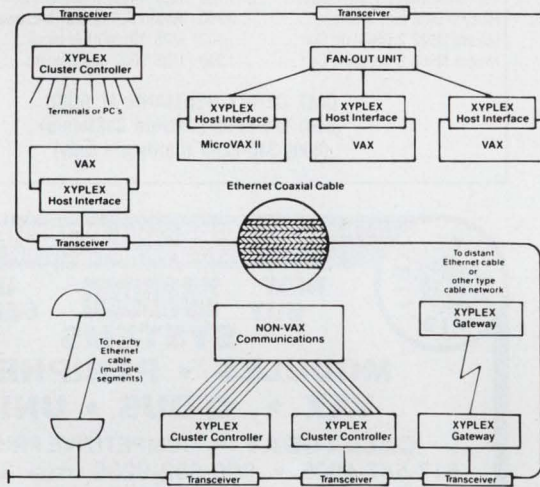 Transceiver
Transceiver
XYPLEX
Cluster Controller
Terminals or PC's
FAN-OUT UNIT
XYPLEX
Host Interface
XYPLEX
Host Interface
XYPLEX
Host Interface
MicroVAX II
VAX
VAX
VAX
XYPLEX
Host Interface
Transceiver
Ethernet Coaxial Cable
To nearby
Ethernet
cable
(multiple
segments)
NON-VAX
Communications
To distant
Ethernet cable
or
other type
cable network
XYPLEX
Gateway
XYPLEX
Cluster Controller
XYPLEX
Cluster Controller
XYPLEX
Gateway
Transceiver
Transceiver
Transceiver